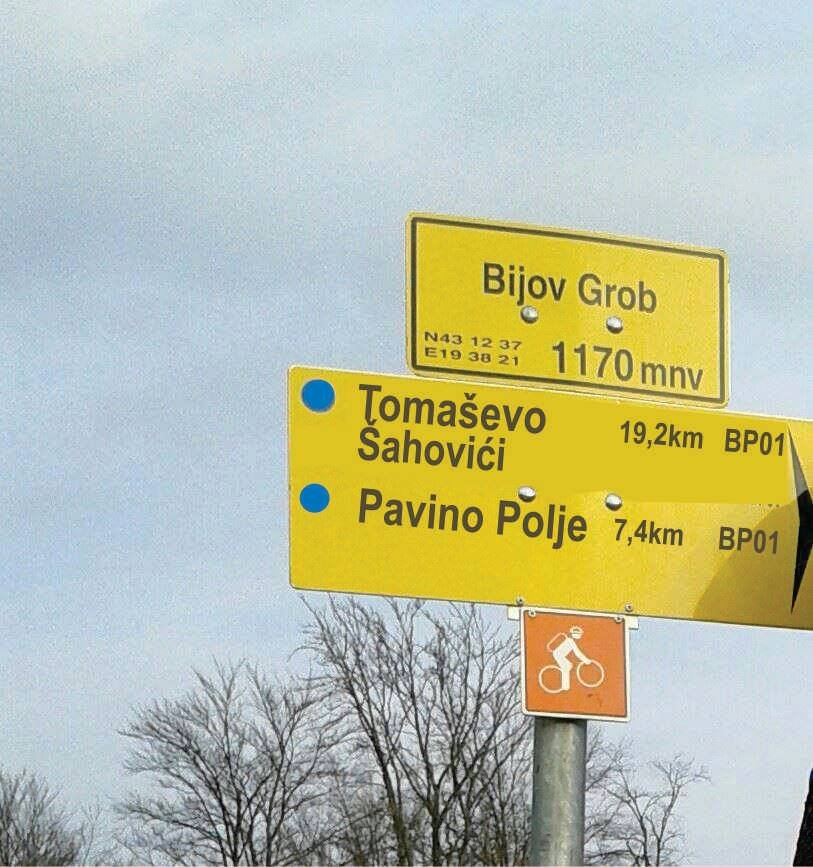 Bijov Grob
N43 12 37
E19 38 21
1170 mnv
Tomaševo
Šahovići
19,2km BP01
Pavino Polje 7,4km BP01